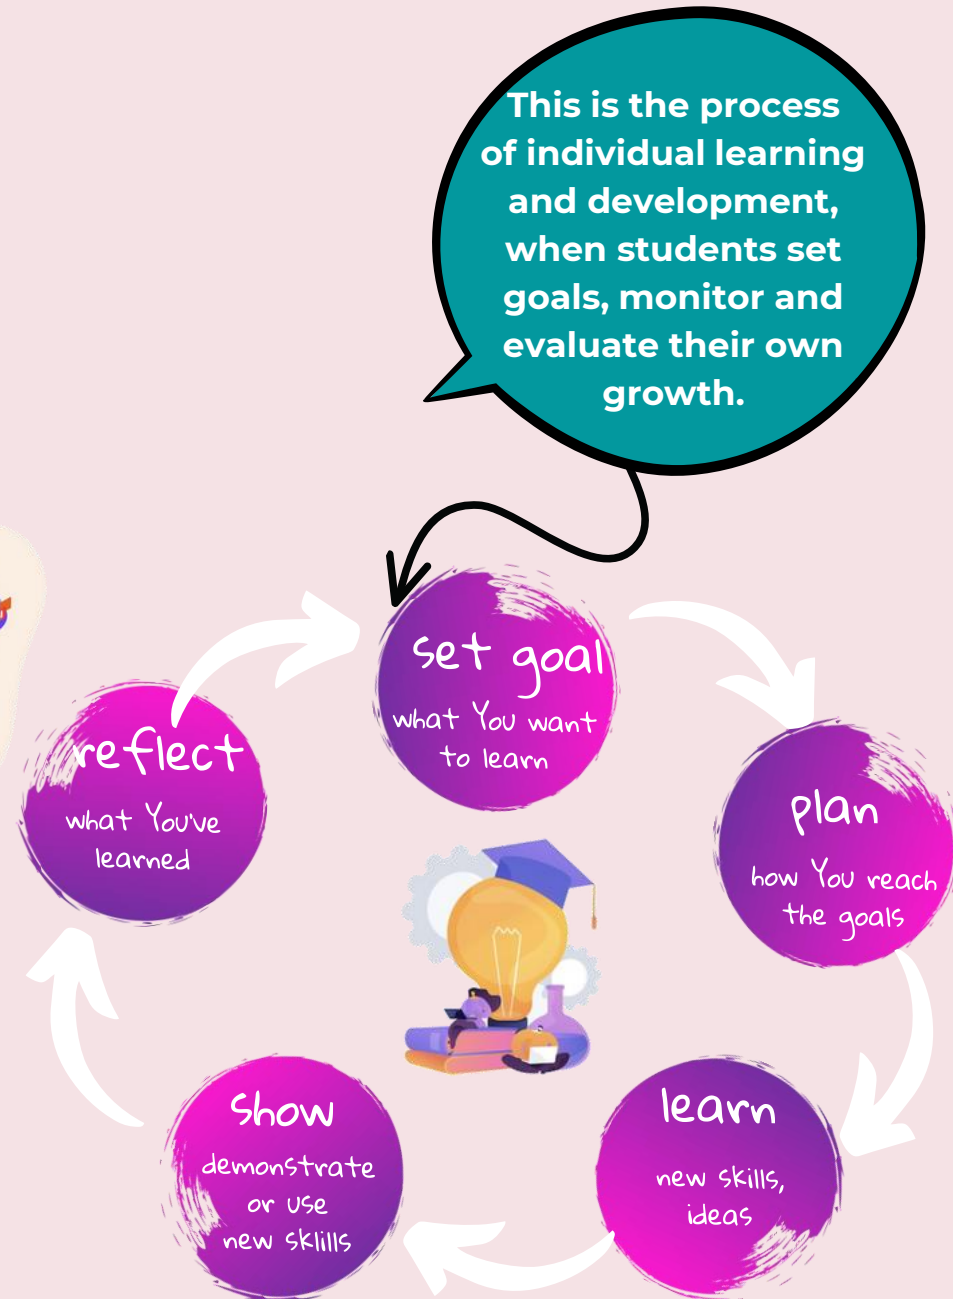 This is the process
of individual learning
and development,
when students set
goals, monitor and
evaluate their own
growth.
set goal
what You want
to learn
plan
how You reach
the goals
learn
new skills,
ideas
show
demonstrate
or use
new sklills
reflect
what You've
learned